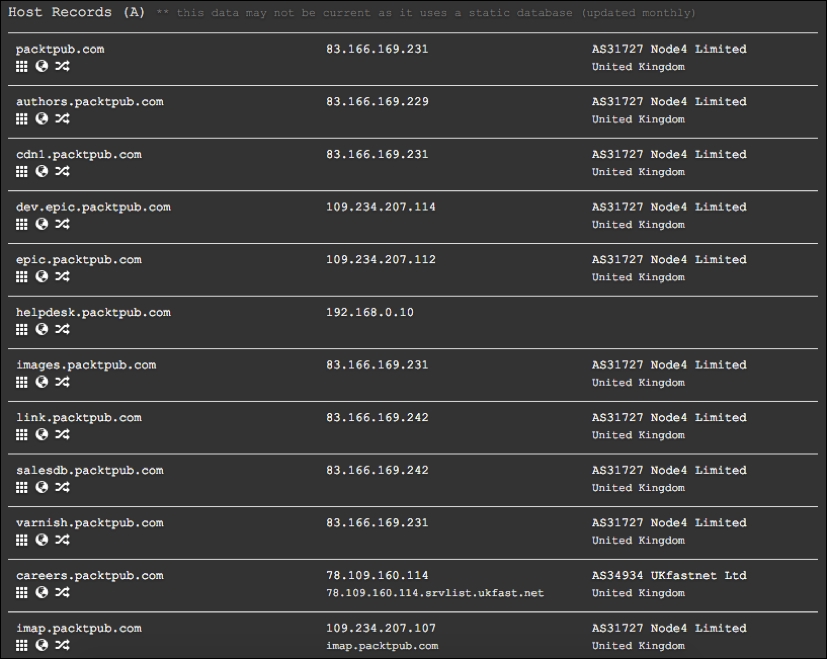 Host Records (A) ** this data may not be current as it uses a static database (updated monthly)
packtpub.com 83.166.169.231 AS31727 Node4 Limited
United Kingdom
authors.packtpub.com 83.166.169.229 AS31727 Node4 Limited
United Kingdom
cdn1.packtpub.com 83.166.169.231 AS31727 Node4 Limited
United Kingdom
dev.epic.packtpub.com 109.234.207.114 AS31727 Node4 Limited
United Kingdom
epic.packtpub.com 109.234.207.112 AS31727 Node4 Limited
United Kingdom
helpdesk.packtpub.com 192.168.0.10
images.packtpub.com 83.166.169.231 AS31727 Node4 Limited
United Kingdom
link.packtpub.com 83.166.169.242 AS31727 Node4 Limited
United Kingdom
salesdb.packtpub.com 83.166.169.242 AS31727 Node4 Limited
United Kingdom
varnish.packtpub.com 83.166.169.231 AS31727 Node4 Limited
United Kingdom
careers.packtpub.com 78.109.160.114 AS34934 UKfastnet Ltd
78.109.160.114.srvlist.ukfast.net United Kingdom
imap.packtpub.com 109.234.207.107 AS31727 Node4 Limited
imap.packtpub.com United Kingdom